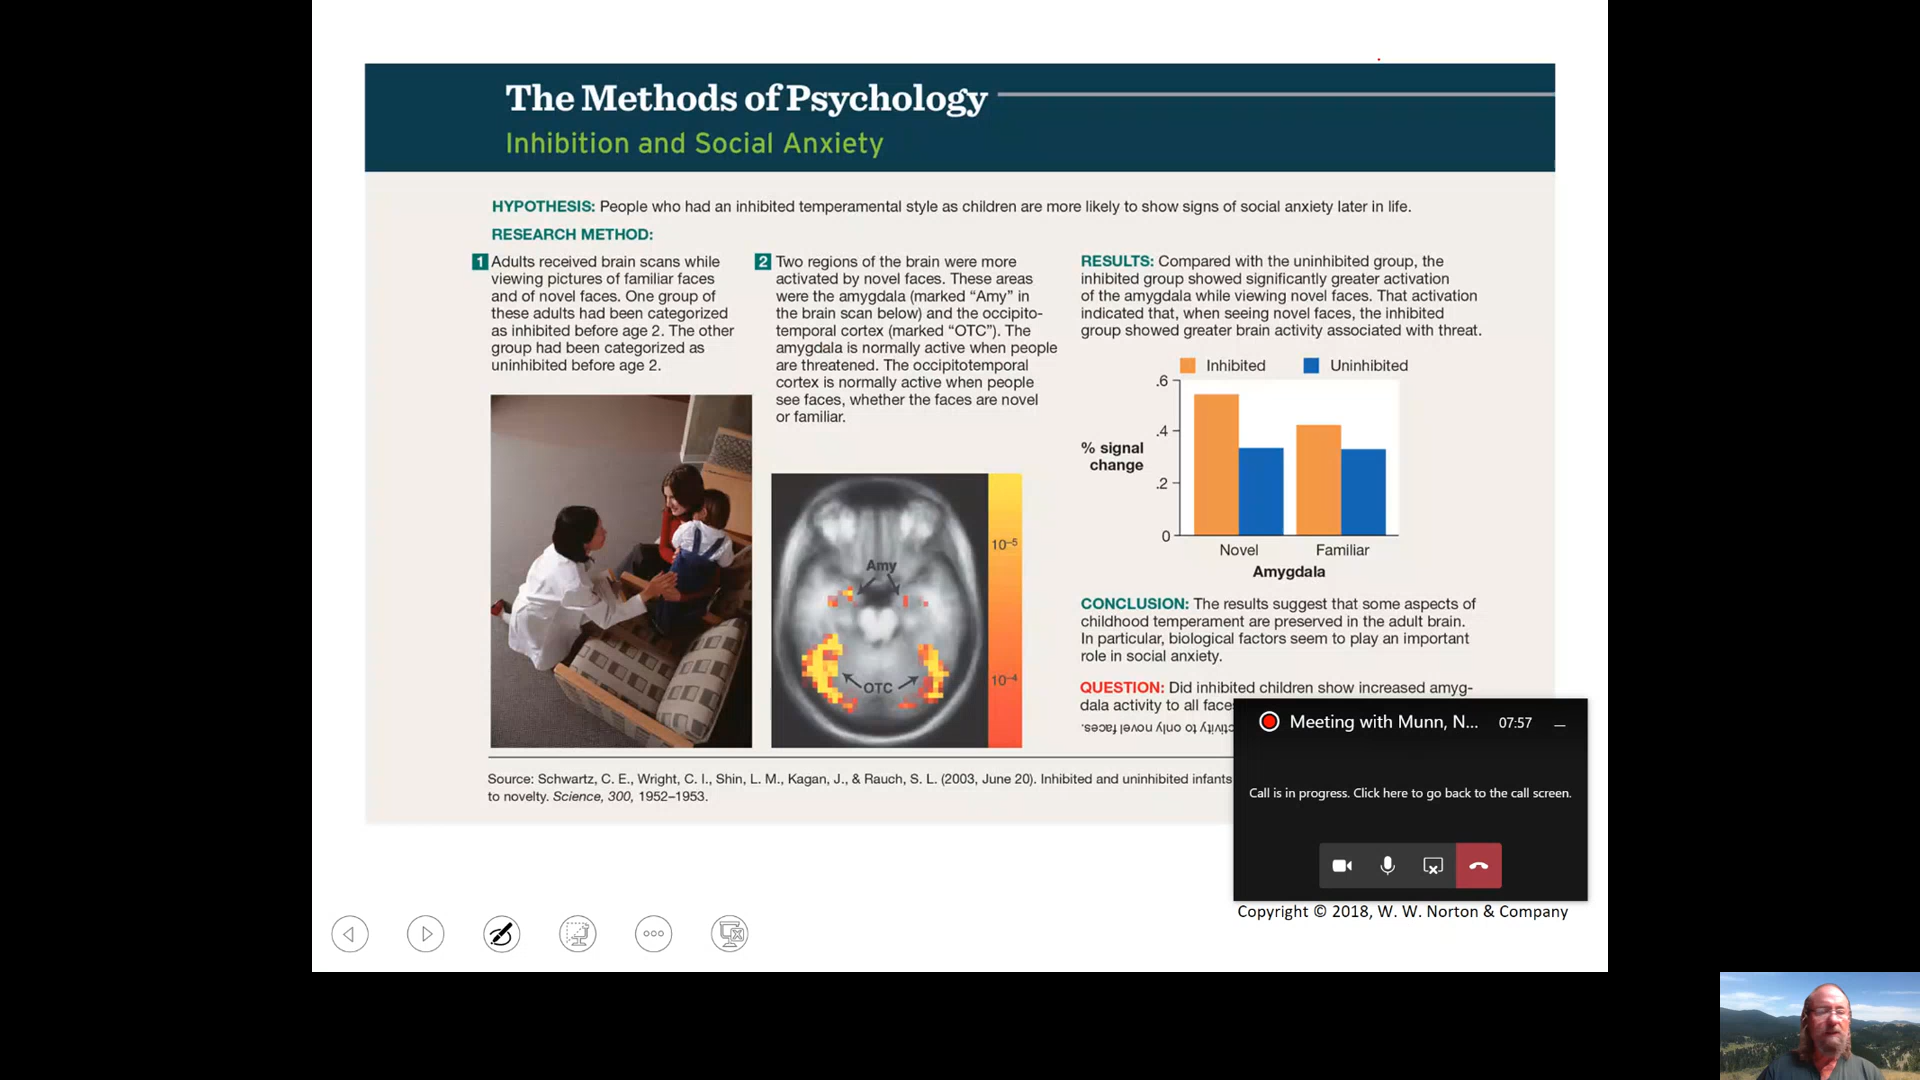 The Methods of Psychology
Inhibition and Social Anxiety
HYPOTHESIS: People who had an inhibited temperamental style as children are more likely to show signs of social anxiety later in life.
RESEARCH METHOD:
1 Adults received brain scans while
viewing pictures of familiar faces
and of novel faces. One group of
these adults had been categorized
as inhibited before age 2. The other
group had been categorized as
uninhibited before age 2.
2 Two regions of the brain were more
activated by novel faces. These areas
were the amygdala (marked “Amy” in
the brain scan below) and the occipito-
temporal cortex (marked “OTC”). The
amygdala is normally active when people
are threatened. The occipitotemporal
cortex is normally active when people
see faces, whether the faces are novel
or familiar.
Amy
OTC
10⁻⁵
10⁻⁴
RESULTS: Compared with the uninhibited group, the
inhibited group showed significantly greater activation
of the amygdala while viewing novel faces. That activation
indicated that, when seeing novel faces, the inhibited
group showed greater brain activity associated with threat.
Inhibited Uninhibited
.6
.4
% signal
change
.2
0
Novel Familiar
Amygdala
CONCLUSION: The results suggest that some aspects of
childhood temperament are preserved in the adult brain.
In particular, biological factors seem to play an important
role in social anxiety.
QUESTION: Did inhibited children show increased amyg-
dala activity to all face
ctivity to only novel faces.
Source: Schwartz, C. E., Wright, C. I., Shin, L. M., Kagan, J., & Rauch, S. L. (2003, June 20). Inhibited and uninhibited infants
to novelty. Science, 300, 1952–1953.
Meeting with Munn, N... 07:57
Call is in progress. Click here to go back to the call screen.
Copyright © 2018, W. W. Norton & Company